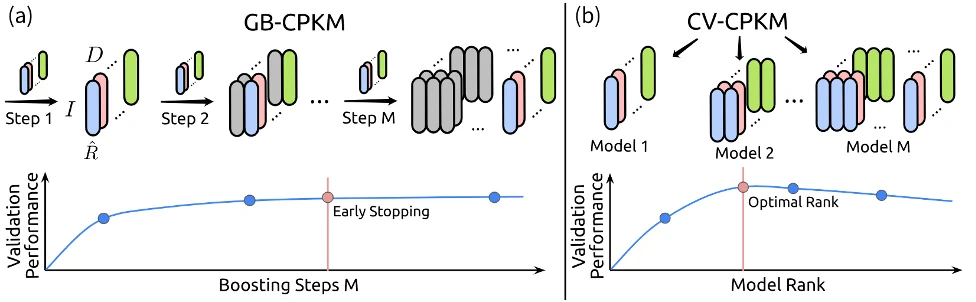 (a)
GB-CPKM
Step 1
I
D
R̂
Step 2
...
Step M
...
...
Validation
Performance
Early Stopping
Boosting Steps M
(b)
CV-CPKM
Model 1
Model 2
...
Model M
...
...
Optimal Rank
Model Rank
Validation
Performance